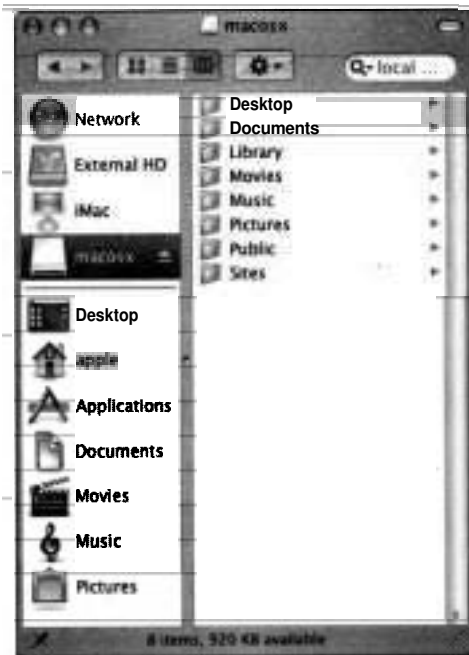 macosx
local ...
Network
External HD
iMac
macosx
Desktop
apple
Applications
Documents
Movies
Music
Pictures
Desktop
Documents
Library
Movies
Music
Pictures
Public
Sites
8 items, 520 KB available